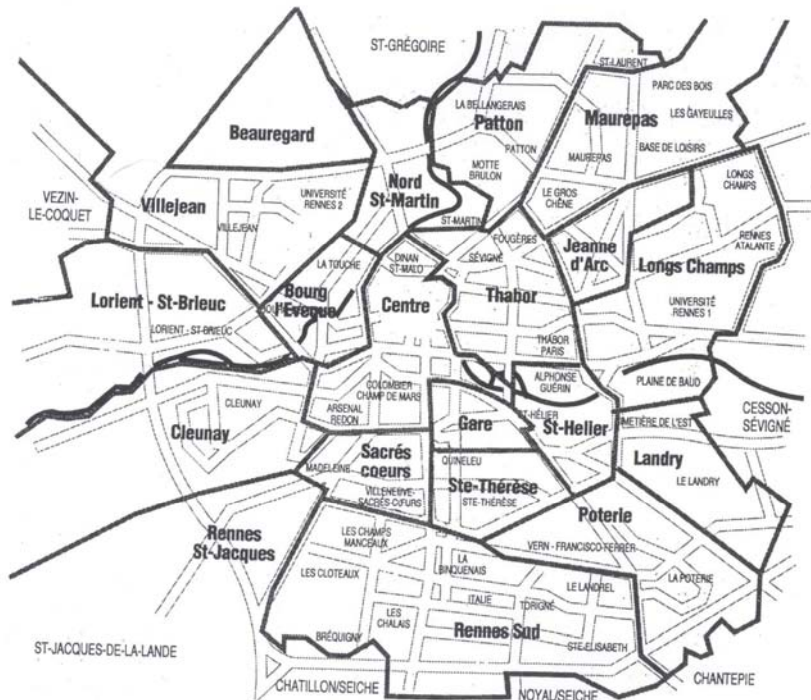 ST-GRÉGOIRE
ST-LAURENT
PARC DES BOIS
LA BELLANGERAIS
Patton
Maurepas
LES GAYEULLES
Beauregard
PATTON
MAUREPAS
BASE DE LOISIRS
MOTTE
BRULON
Nord
St-Martin
LONGS
CHAMPS
UNIVERSITÉ
RENNES 2
LE GROS
CHÊNE
VEZIN-
LE-COQUET
Villejean
VILLEJEAN
ST-MARTIN
FOUGÈRES
Jeanne
d'Arc
RENNES
ATALANTE
DINAN
ST-MALO
SÉVIGNÉ
LA TOUCHE
Longs Champs
Bourg
l'Eveque
Centre
Thabor
Lorient - St-Brieuc
LORIENT - ST-BRIEUC
UNIVERSITÉ
RENNES 1
THABOR
PARIS
ALPHONSE
GUÉRIN
PLAINE DE BAUD
COLOMBIER
CHAMP DE MARS
CLEUNAY
ARSENAL
REDON
Cleunay
Gare
ST-HÉLIER
St-Helier
CIMETIÈRE DE L'EST
CESSON-
SÉVIGNÉ
Sacrés
coeurs
MADELEINE
QUINELEU
Landry
LE LANDRY
VILLENEUVE-
SACRÉS-CŒURS
Ste-Thérèse
STE-THÉRÈSE
Poterie
Rennes
St-Jacques
LES CHAMPS
MANCEAUX
VERN - FRANCISCO-FERRER
LA
BINQUENAIS
LES CLOTEAUX
LE LANDREL
LA POTERIE
ITALIE
TORIGNÉ
LES
CHALAIS
Rennes Sud
BRÉQUIGNY
STE-ELISABETH
ST-JACQUES-DE-LA-LANDE
CHATILLON/SEICHE
NOYAL/SEICHE
CHANTEPIE